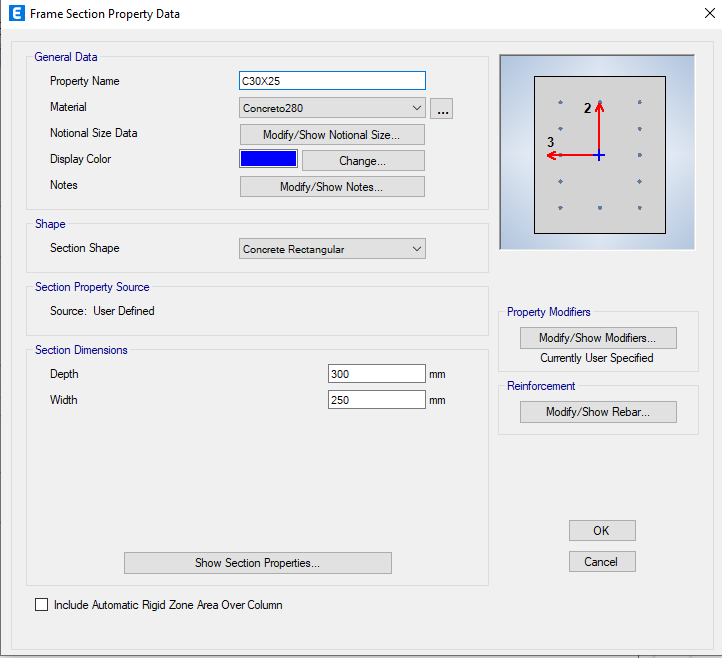 E Frame Section Property Data
General Data
Property Name C30X25
Material Concreto280 ...
Notional Size Data Modify/Show Notional Size...
Display Color Change...
Notes Modify/Show Notes...
Shape
Section Shape Concrete Rectangular
Section Property Source
Source: User Defined
Section Dimensions
Depth 300 mm
Width 250 mm
Show Section Properties...
Include Automatic Rigid Zone Area Over Column
2
3
Property Modifiers
Modify/Show Modifiers...
Currently User Specified
Reinforcement
Modify/Show Rebar...
OK
Cancel